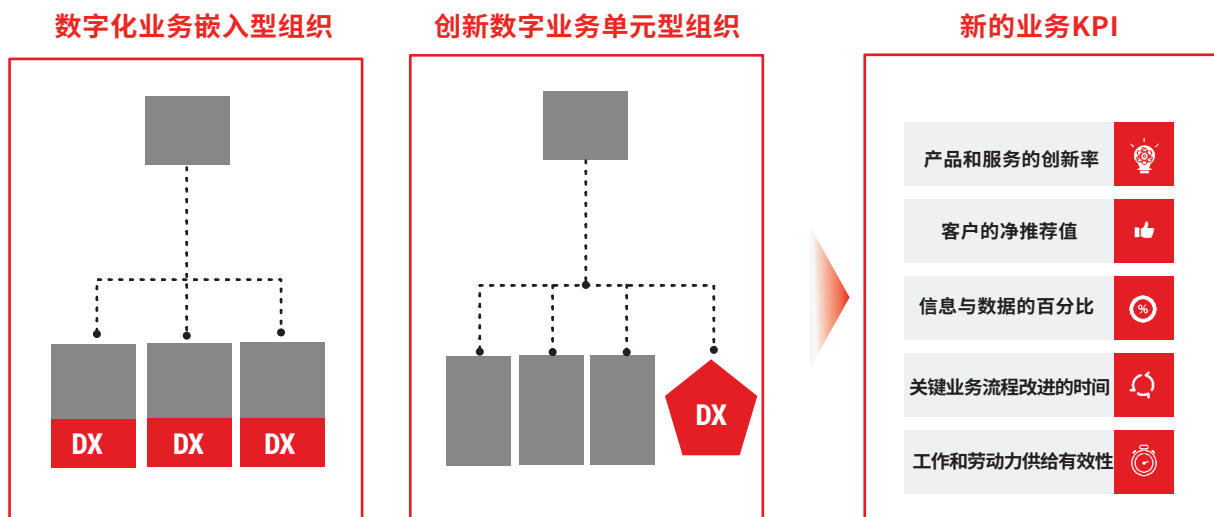 数字化业务嵌入型组织
DX
DX
DX
创新数字业务单元型组织
DX
新的业务KPI
产品和服务的创新率
客户的净推荐值
信息与数据的百分比
%
关键业务流程改进的时间
工作和劳动力供给有效性